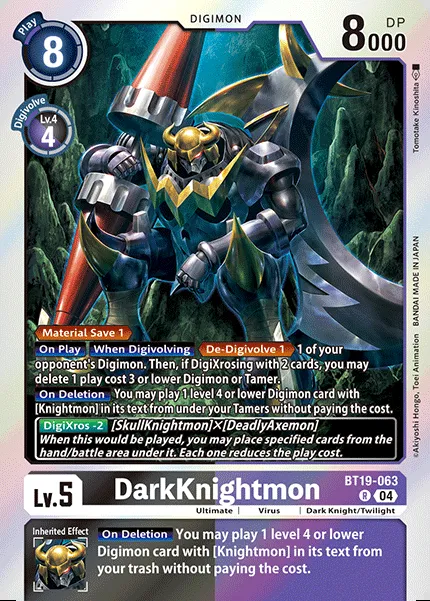 Play
8
DIGIMON
8000 DP
Digivolve
Lv.4
4
Tomotake Kinoshita
©Akiyoshi Hongo, Toei Animation BANDAI MADE IN JAPAN
Material Save 1
On Play When Digivolving De-Digivolve 1 1 of your
opponent's Digimon. Then, if DigiXrosing with 2 cards, you may
delete 1 play cost 3 or lower Digimon or Tamer.
On Deletion You may play 1 level 4 or lower Digimon card with
[Knightmon] in its text from under your Tamers without paying the cost.
DigiXros -2 [SkullKnightmon]×[DeadlyAxemon]
When this would be played, you may place specified cards from the
hand/battle area under it. Each one reduces the play cost.
Lv.5
DarkKnightmon
BT19-063
R 04
Ultimate | Virus | Dark Knight/Twilight
Inherited Effect
On Deletion You may play 1 level 4 or lower
Digimon card with [Knightmon] in its text from
your trash without paying the cost.